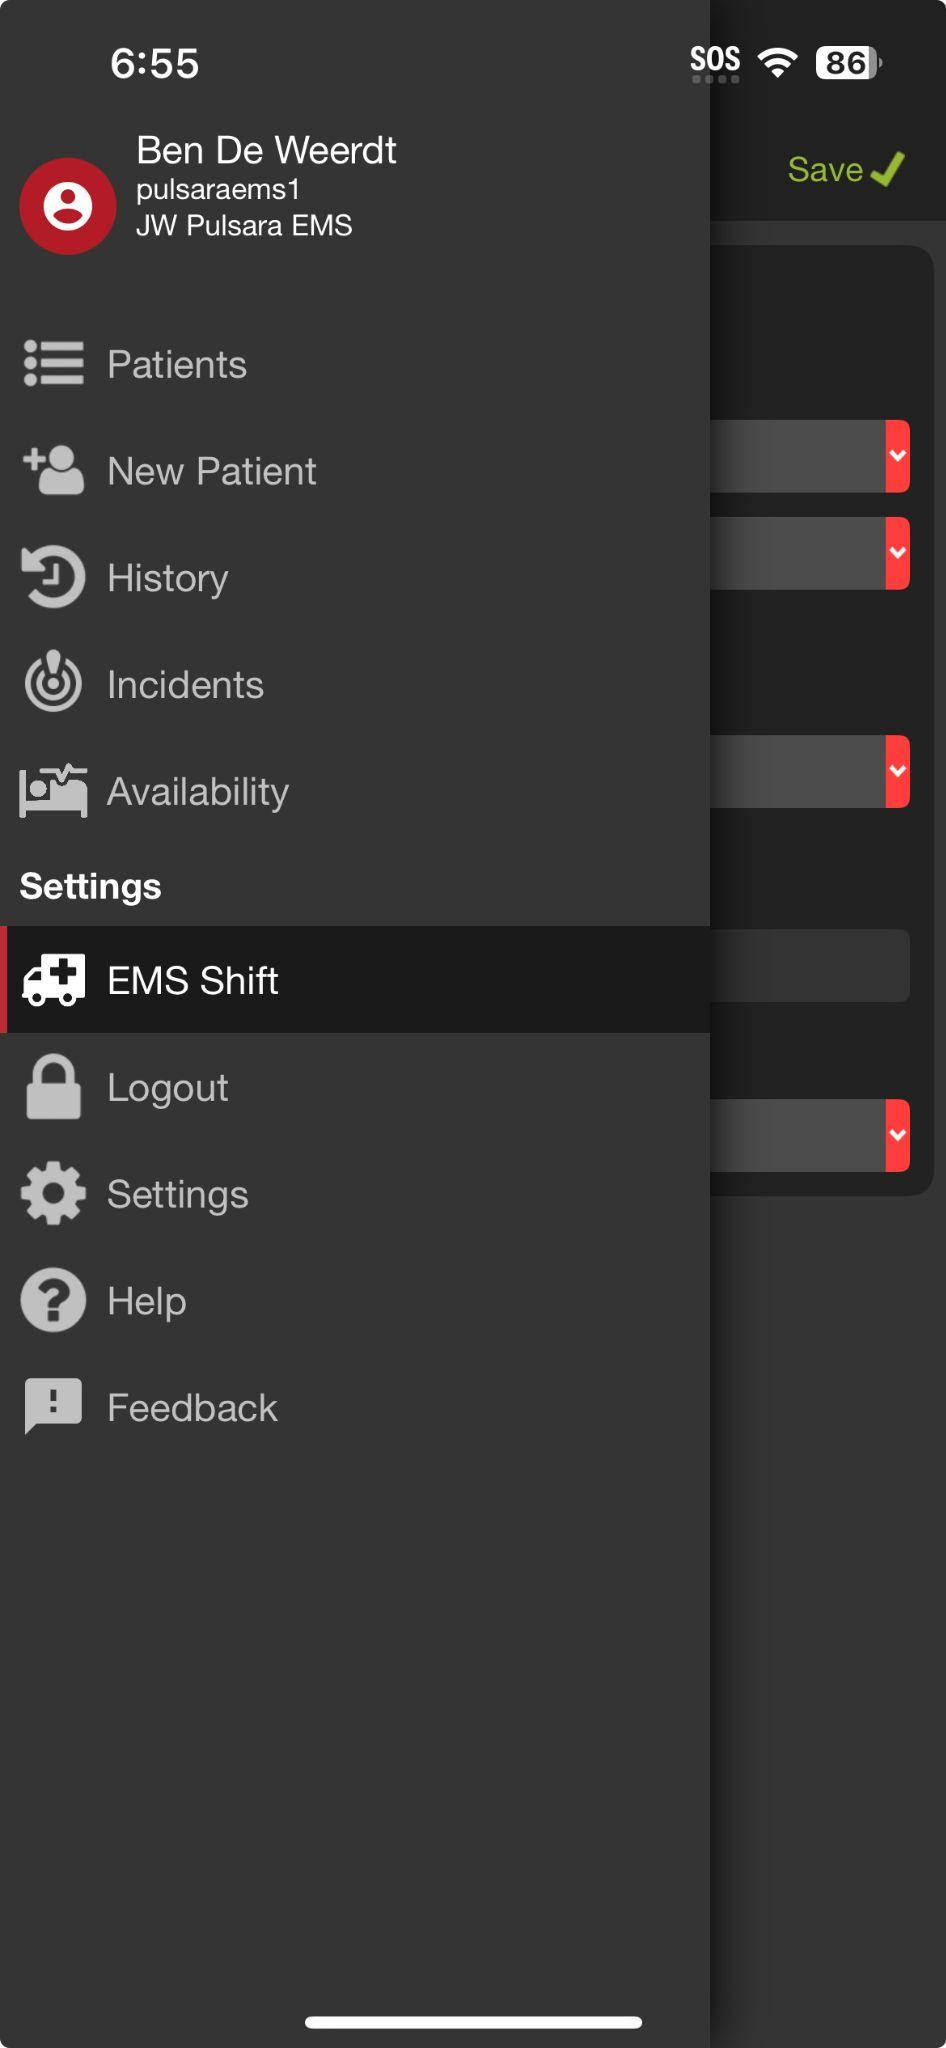 6:55
SOS
86
Ben De Weerdt
pulsaraems1
JW Pulsara EMS
Save
Patients
New Patient
History
Incidents
Availability
Settings
EMS Shift
Logout
Settings
Help
Feedback